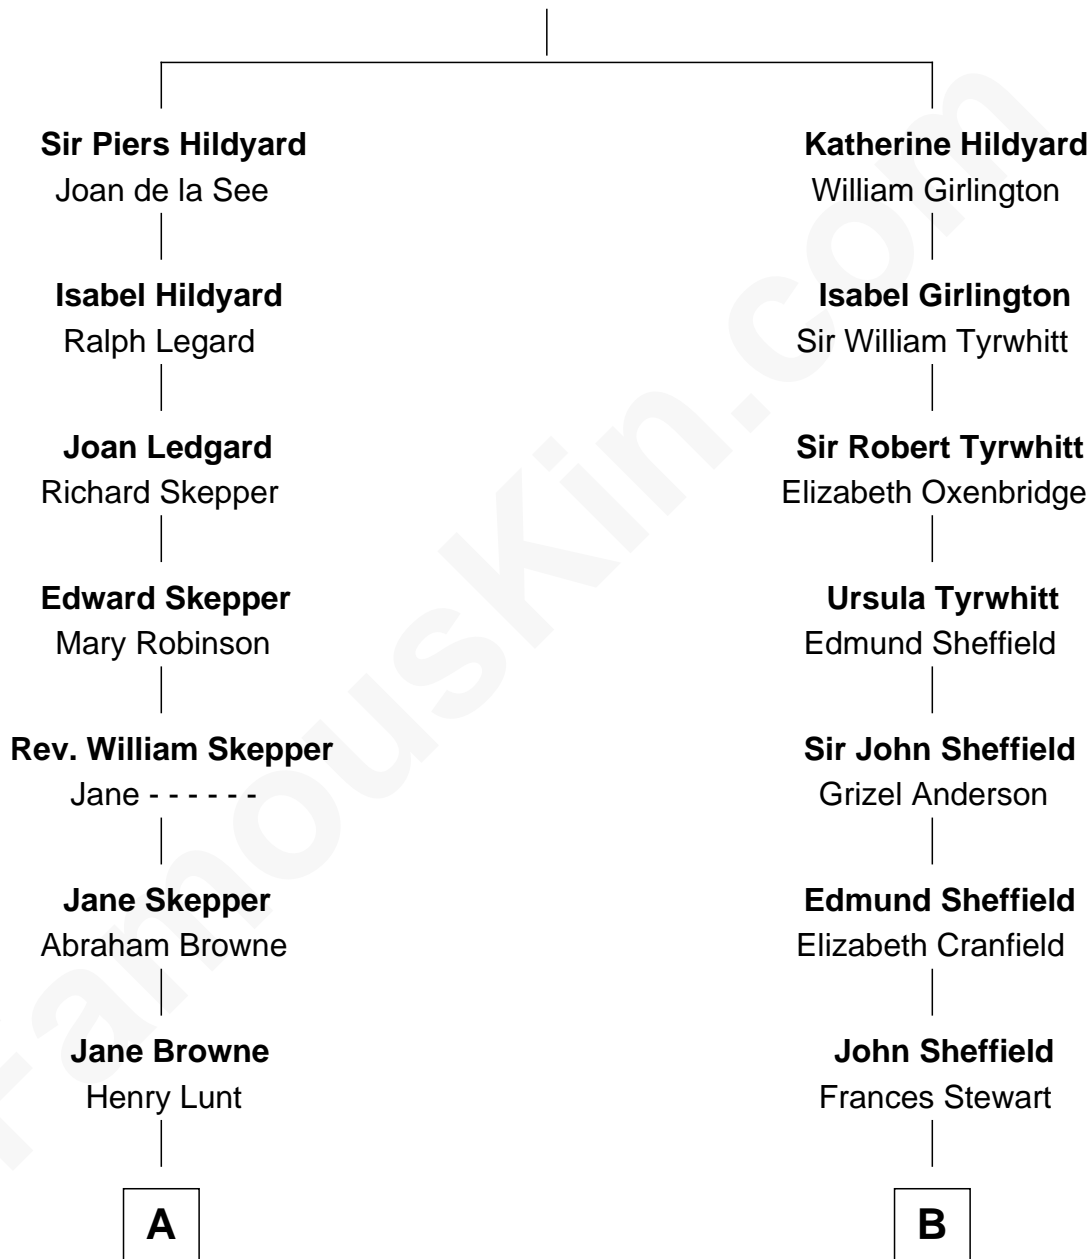 Sir Piers Hildyard
Joan de la See
Isabel Hildyard
Ralph Legard
Joan Ledgard
Richard Skepper
Edward Skepper
Mary Robinson
Rev. William Skepper
Jane - - - - - -
Jane Skepper
Abraham Browne
Jane Browne
Henry Lunt
A
Katherine Hildyard
William Girlington
Isabel Girlington
Sir William Tyrwhitt
Sir Robert Tyrwhitt
Elizabeth Oxenbridge
Ursula Tyrwhitt
Edmund Sheffield
Sir John Sheffield
Grizel Anderson
Edmund Sheffield
Elizabeth Cranfield
John Sheffield
Frances Stewart
B
FamousKin.com